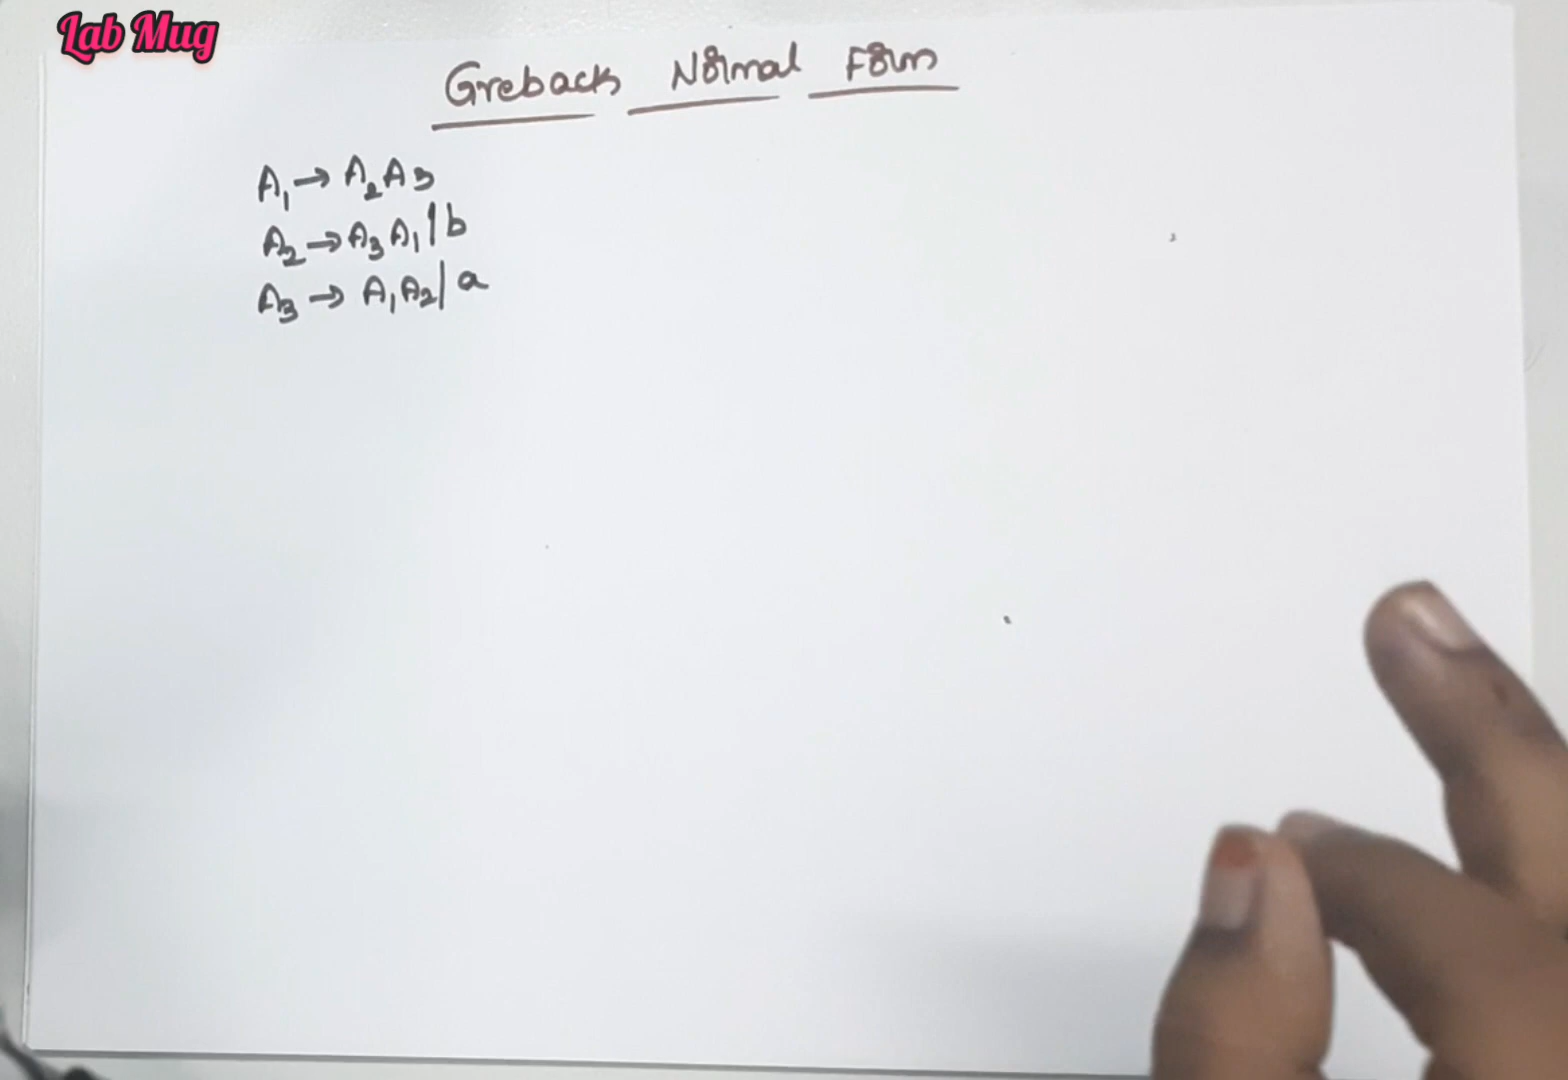 Lab Mug
Greback Normal Form
A₁→A₂A₃
A₂→A₃A₁|b
A₃→A₁A₂|a